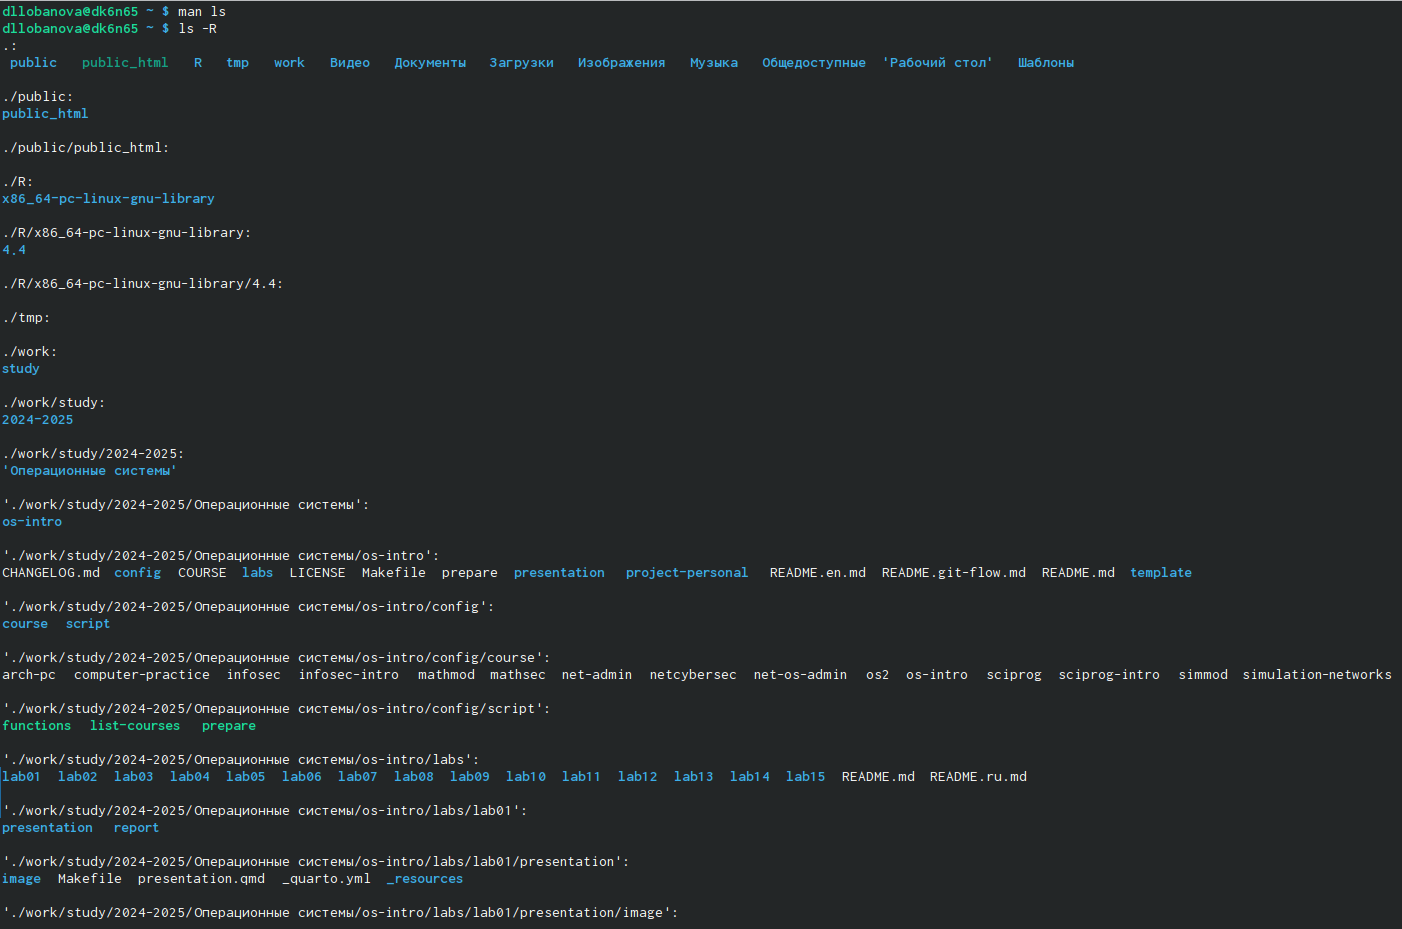 dllobanova@dk6n65 ~ $ man ls
dllobanova@dk6n65 ~ $ ls -R
.:
public public_html R tmp work Видео Документы Загрузки Изображения Музыка Общедоступные 'Рабочий стол' Шаблоны
./public:
public_html
./public/public_html:
./R:
x86_64-pc-linux-gnu-library
./R/x86_64-pc-linux-gnu-library:
4.4
./R/x86_64-pc-linux-gnu-library/4.4:
./tmp:
./work:
study
./work/study:
2024-2025
./work/study/2024-2025:
'Операционные системы'
'./work/study/2024-2025/Операционные системы':
os-intro
'./work/study/2024-2025/Операционные системы/os-intro':
CHANGELOG.md config COURSE labs LICENSE Makefile prepare presentation project-personal README.en.md README.git-flow.md README.md template
'./work/study/2024-2025/Операционные системы/os-intro/config':
course script
'./work/study/2024-2025/Операционные системы/os-intro/config/course':
arch-pc computer-practice infosec infosec-intro mathmod mathsec net-admin netcybersec net-os-admin os2 os-intro sciprog sciprog-intro simmod simulation-networks
'./work/study/2024-2025/Операционные системы/os-intro/config/script':
functions list-courses prepare
'./work/study/2024-2025/Операционные системы/os-intro/labs':
lab01 lab02 lab03 lab04 lab05 lab06 lab07 lab08 lab09 lab10 lab11 lab12 lab13 lab14 lab15 README.md README.ru.md
'./work/study/2024-2025/Операционные системы/os-intro/labs/lab01':
presentation report
'./work/study/2024-2025/Операционные системы/os-intro/labs/lab01/presentation':
image Makefile presentation.qmd _quarto.yml _resources
'./work/study/2024-2025/Операционные системы/os-intro/labs/lab01/presentation/image':